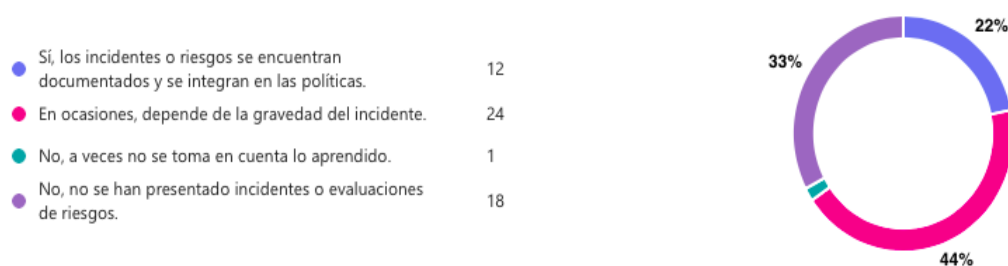 Sí, los incidentes o riesgos se encuentran
documentados y se integran en las políticas.
12
En ocasiones, depende de la gravedad del incidente.
24
No, a veces no se toma en cuenta lo aprendido.
1
No, no se han presentado incidentes o evaluaciones
de riesgos.
18
22%
33%
44%